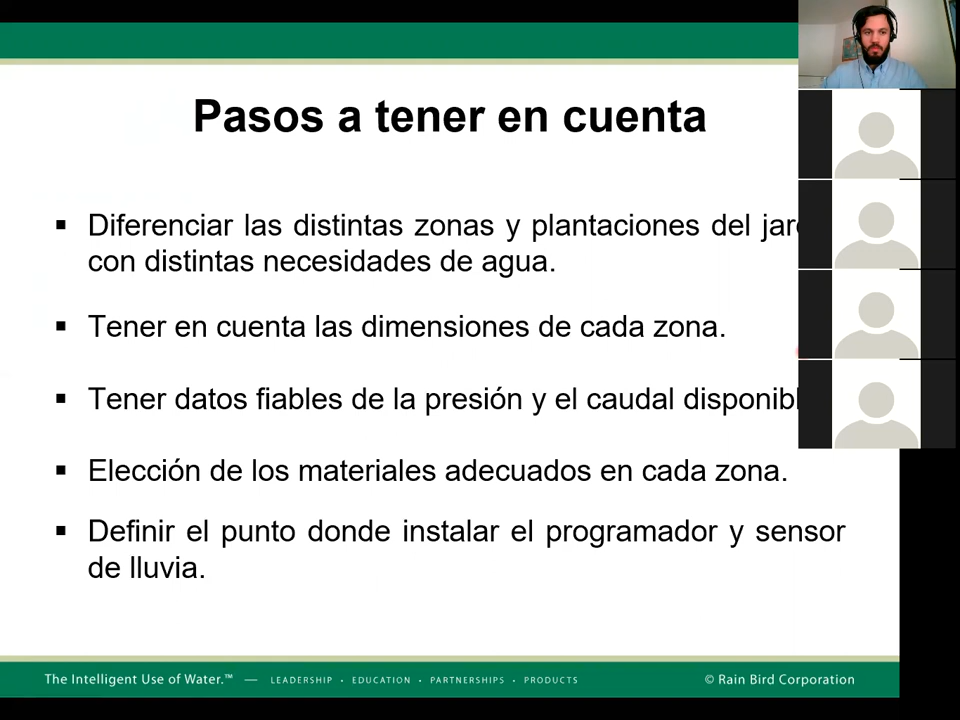 Pasos a tener en cuenta
▪ Diferenciar las distintas zonas y plantaciones del
con distintas necesidades de agua.
▪ Tener en cuenta las dimensiones de cada zona.
▪ Tener datos fiables de la presión y el caudal
▪ Elección de los materiales adecuados en cada zona.
▪ Definir el punto donde instalar el programador y sensor
de lluvia.
The Intelligent Use of Water.™ — LEADERSHIP • EDUCATION • PARTNERSHIPS • PRODUCTS © Rain Bird Corporation